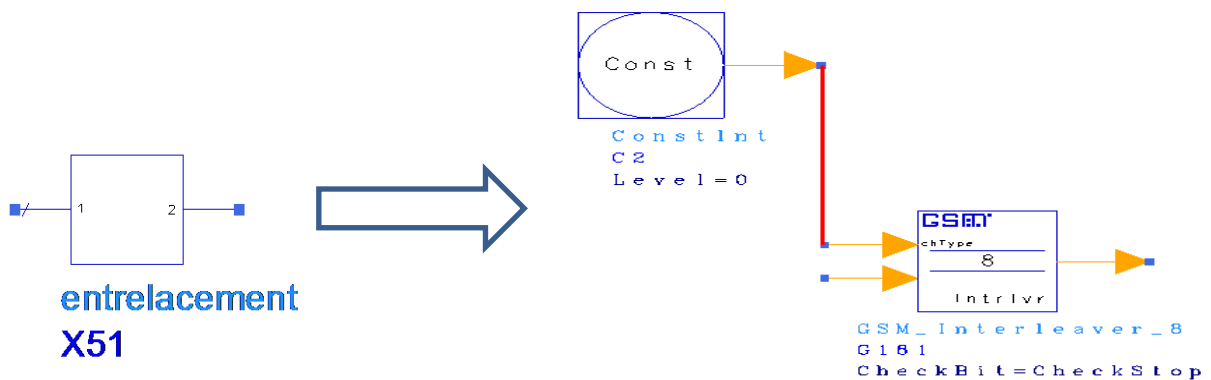 1
2
entrelacement
X51
Const
ConstInt
C2
Level=0
GSM
chType
8
Intrlvr
GSM_Interleaver_8
G181
CheckBit=CheckStop